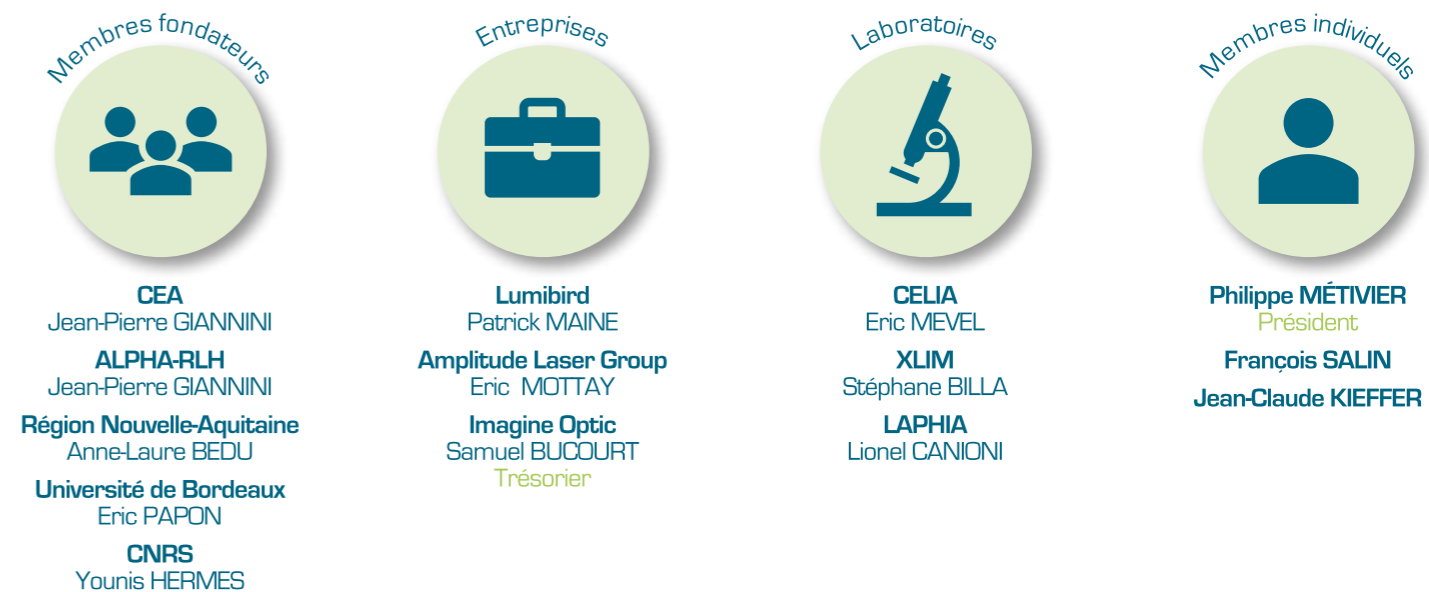 Membres fondateurs
CEA
Jean-Pierre GIANNINI
ALPHA-RLH
Jean-Pierre GIANNINI
Région Nouvelle-Aquitaine
Anne-Laure BEDU
Université de Bordeaux
Eric PAPON
CNRS
Younis HERMES
Entreprises
Lumibird
Patrick MAINE
Amplitude Laser Group
Eric MOTTAY
Imagine Optic
Samuel BUCOURT
Trésorier
Laboratoires
CELIA
Eric MEVEL
XLIM
Stéphane BILLA
LAPHIA
Lionel CANIONI
Membres individuels
Philippe MÉTIVIER
Président
François SALIN
Jean-Claude KIEFFER